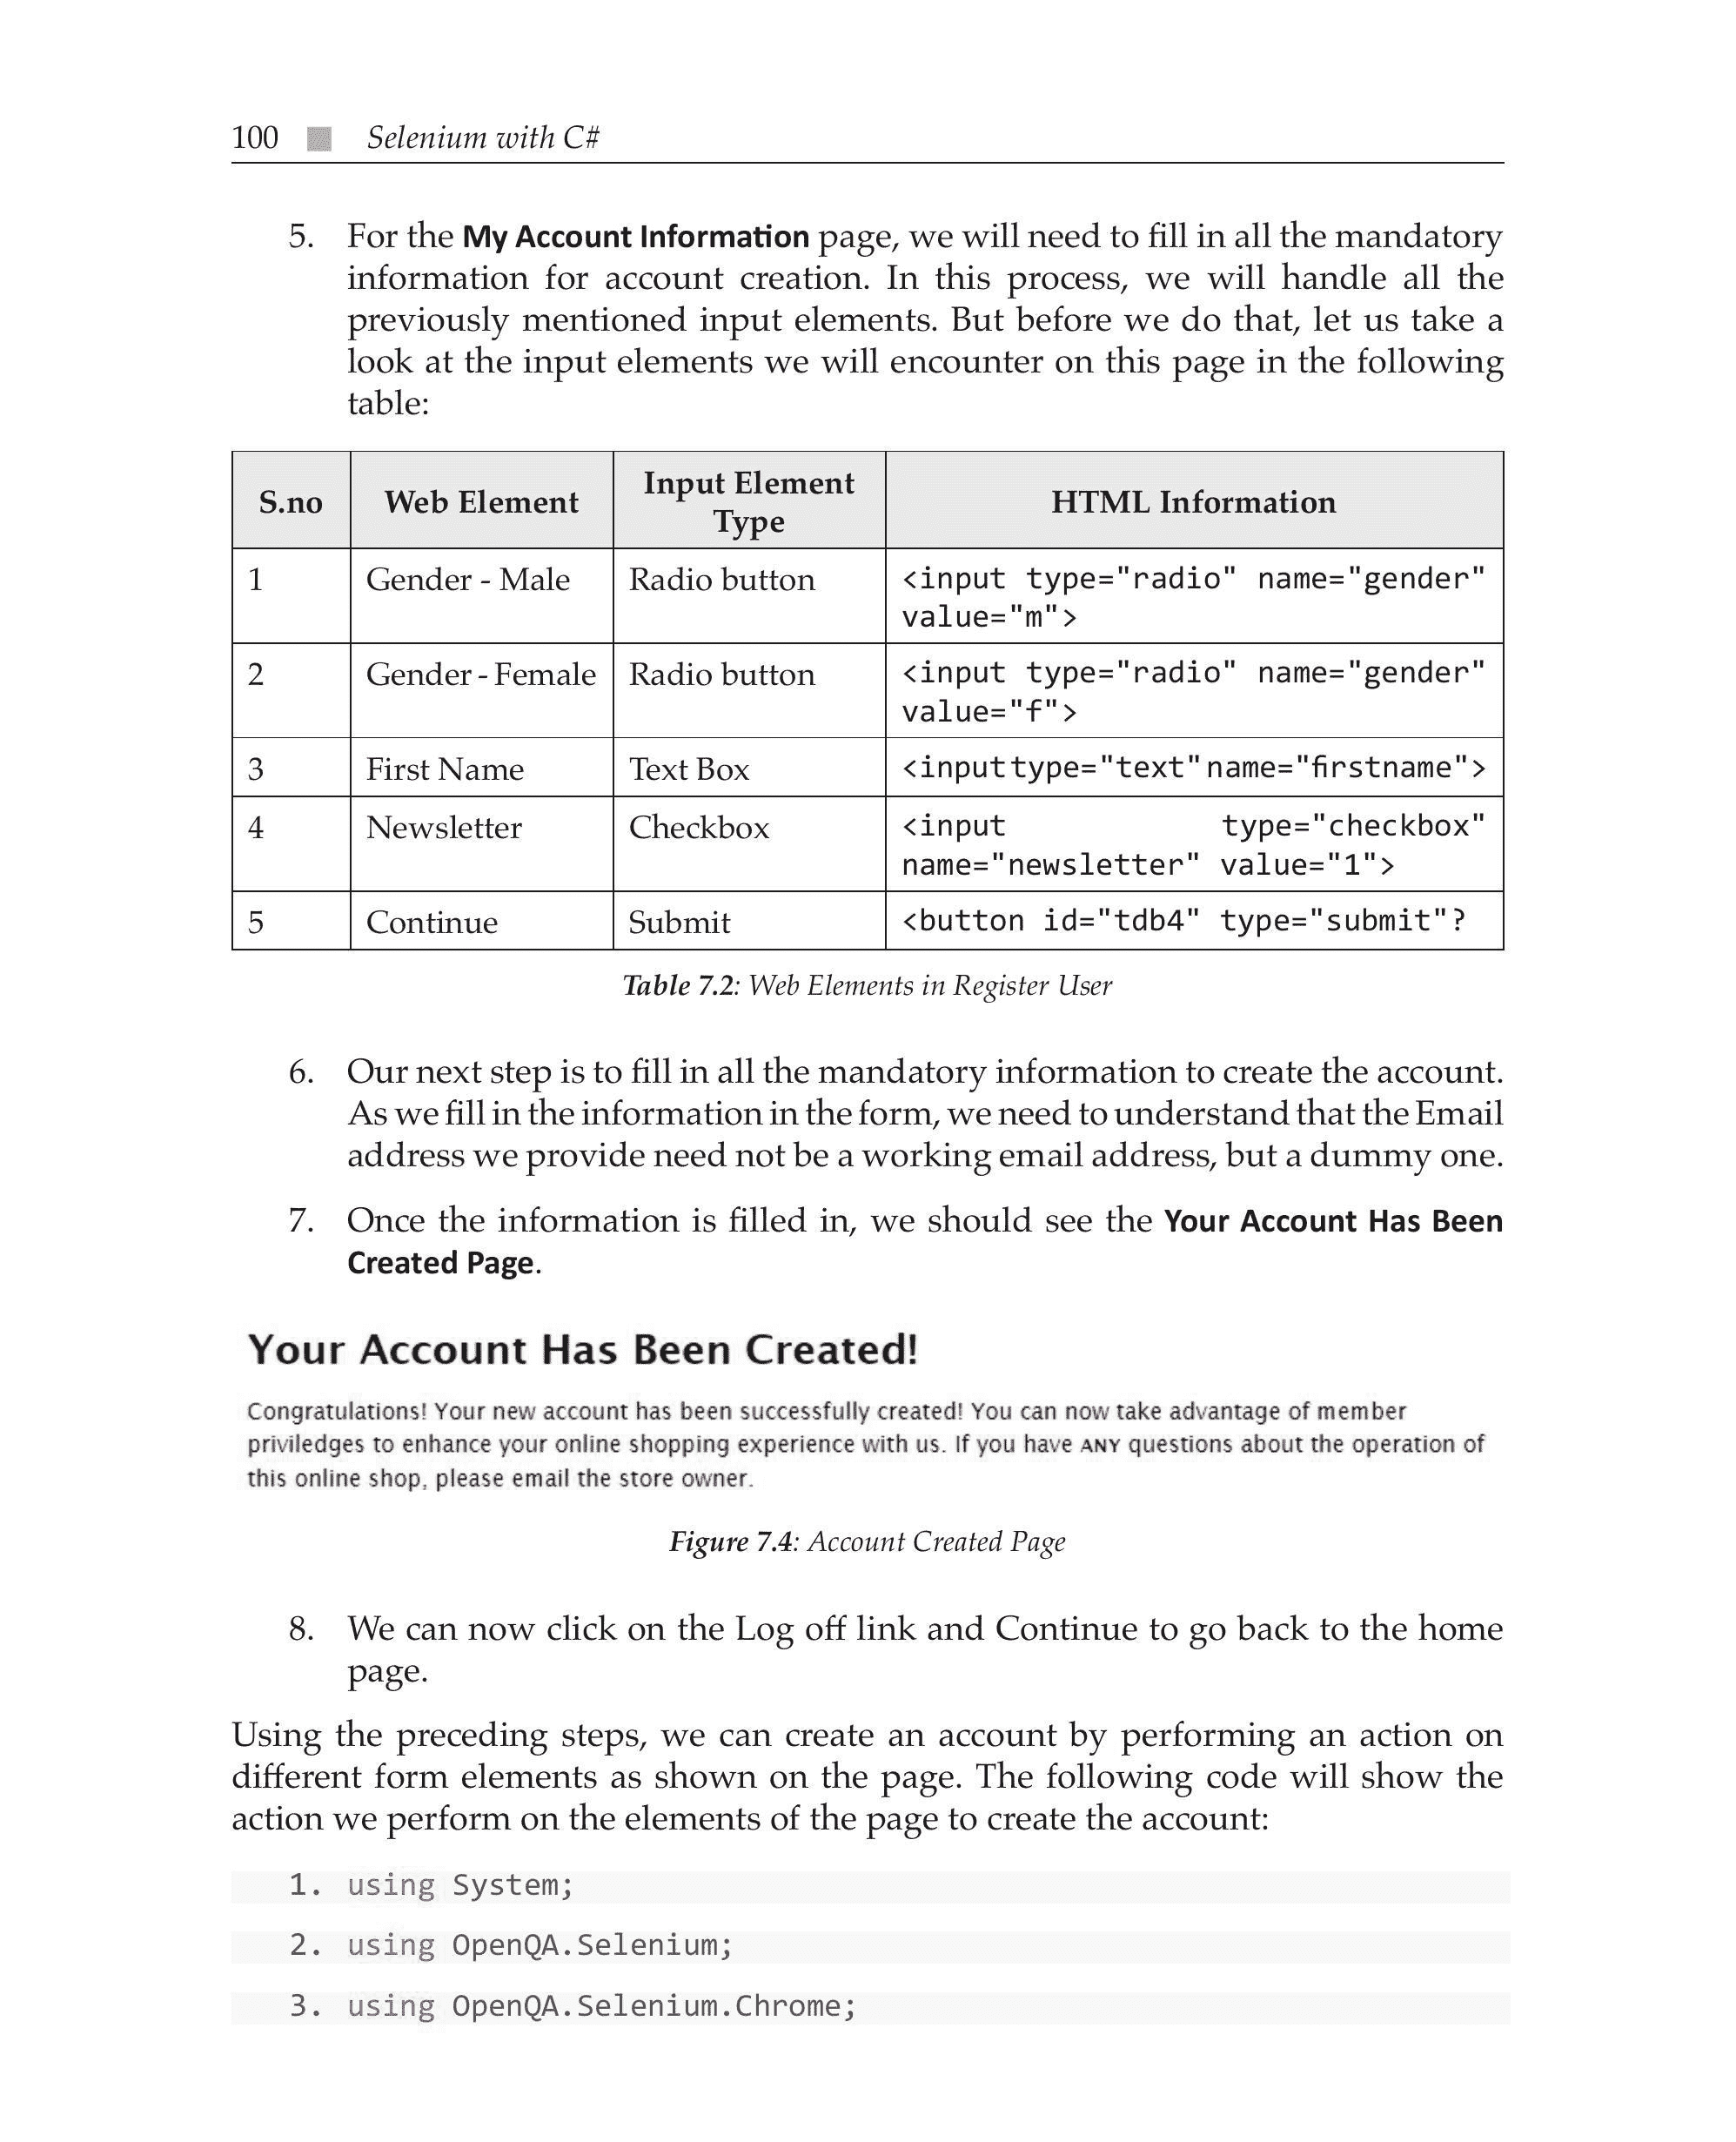 100 Selenium with C#
5. For the My Account Information page, we will need to fill in all the mandatory
information for account creation. In this process, we will handle all the
previously mentioned input elements. But before we do that, let us take a
look at the input elements we will encounter on this page in the following
table:
S.no Web Element Input Element Type HTML Information
1 Gender - Male Radio button <input type="radio" name="gender"
value="m">
2 Gender - Female Radio button <input type="radio" name="gender"
value="f">
3 First Name Text Box <input type="text" name="firstname">
4 Newsletter Checkbox <input type="checkbox"
name="newsletter" value="1">
5 Continue Submit <button id="tdb4" type="submit"?
Table 7.2: Web Elements in Register User
6. Our next step is to fill in all the mandatory information to create the account.
As we fill in the information in the form, we need to understand that the Email
address we provide need not be a working email address, but a dummy one.
7. Once the information is filled in, we should see the Your Account Has Been
Created Page.
Your Account Has Been Created!
Congratulations! Your new account has been successfully created! You can now take advantage of member
priviledges to enhance your online shopping experience with us. If you have ANY questions about the operation of
this online shop, please email the store owner.
Figure 7.4: Account Created Page
8. We can now click on the Log off link and Continue to go back to the home
page.
Using the preceding steps, we can create an account by performing an action on
different form elements as shown on the page. The following code will show the
action we perform on the elements of the page to create the account:
1. using System;
2. using OpenQA.Selenium;
3. using OpenQA.Selenium.Chrome;